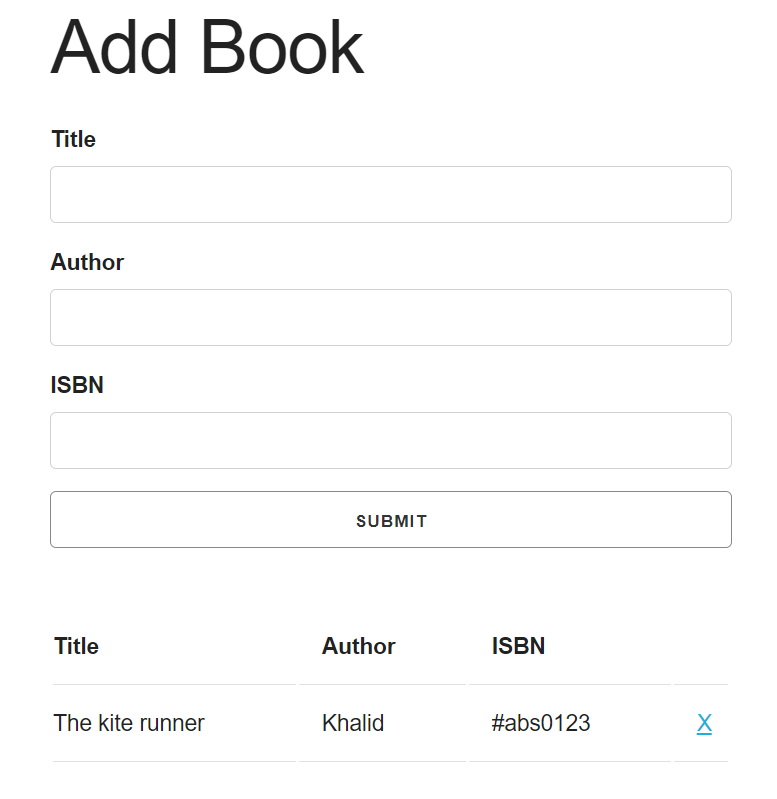 Add Book
Title
Author
ISBN
SUBMIT
Title Author ISBN
The kite runner Khalid #abs0123 X